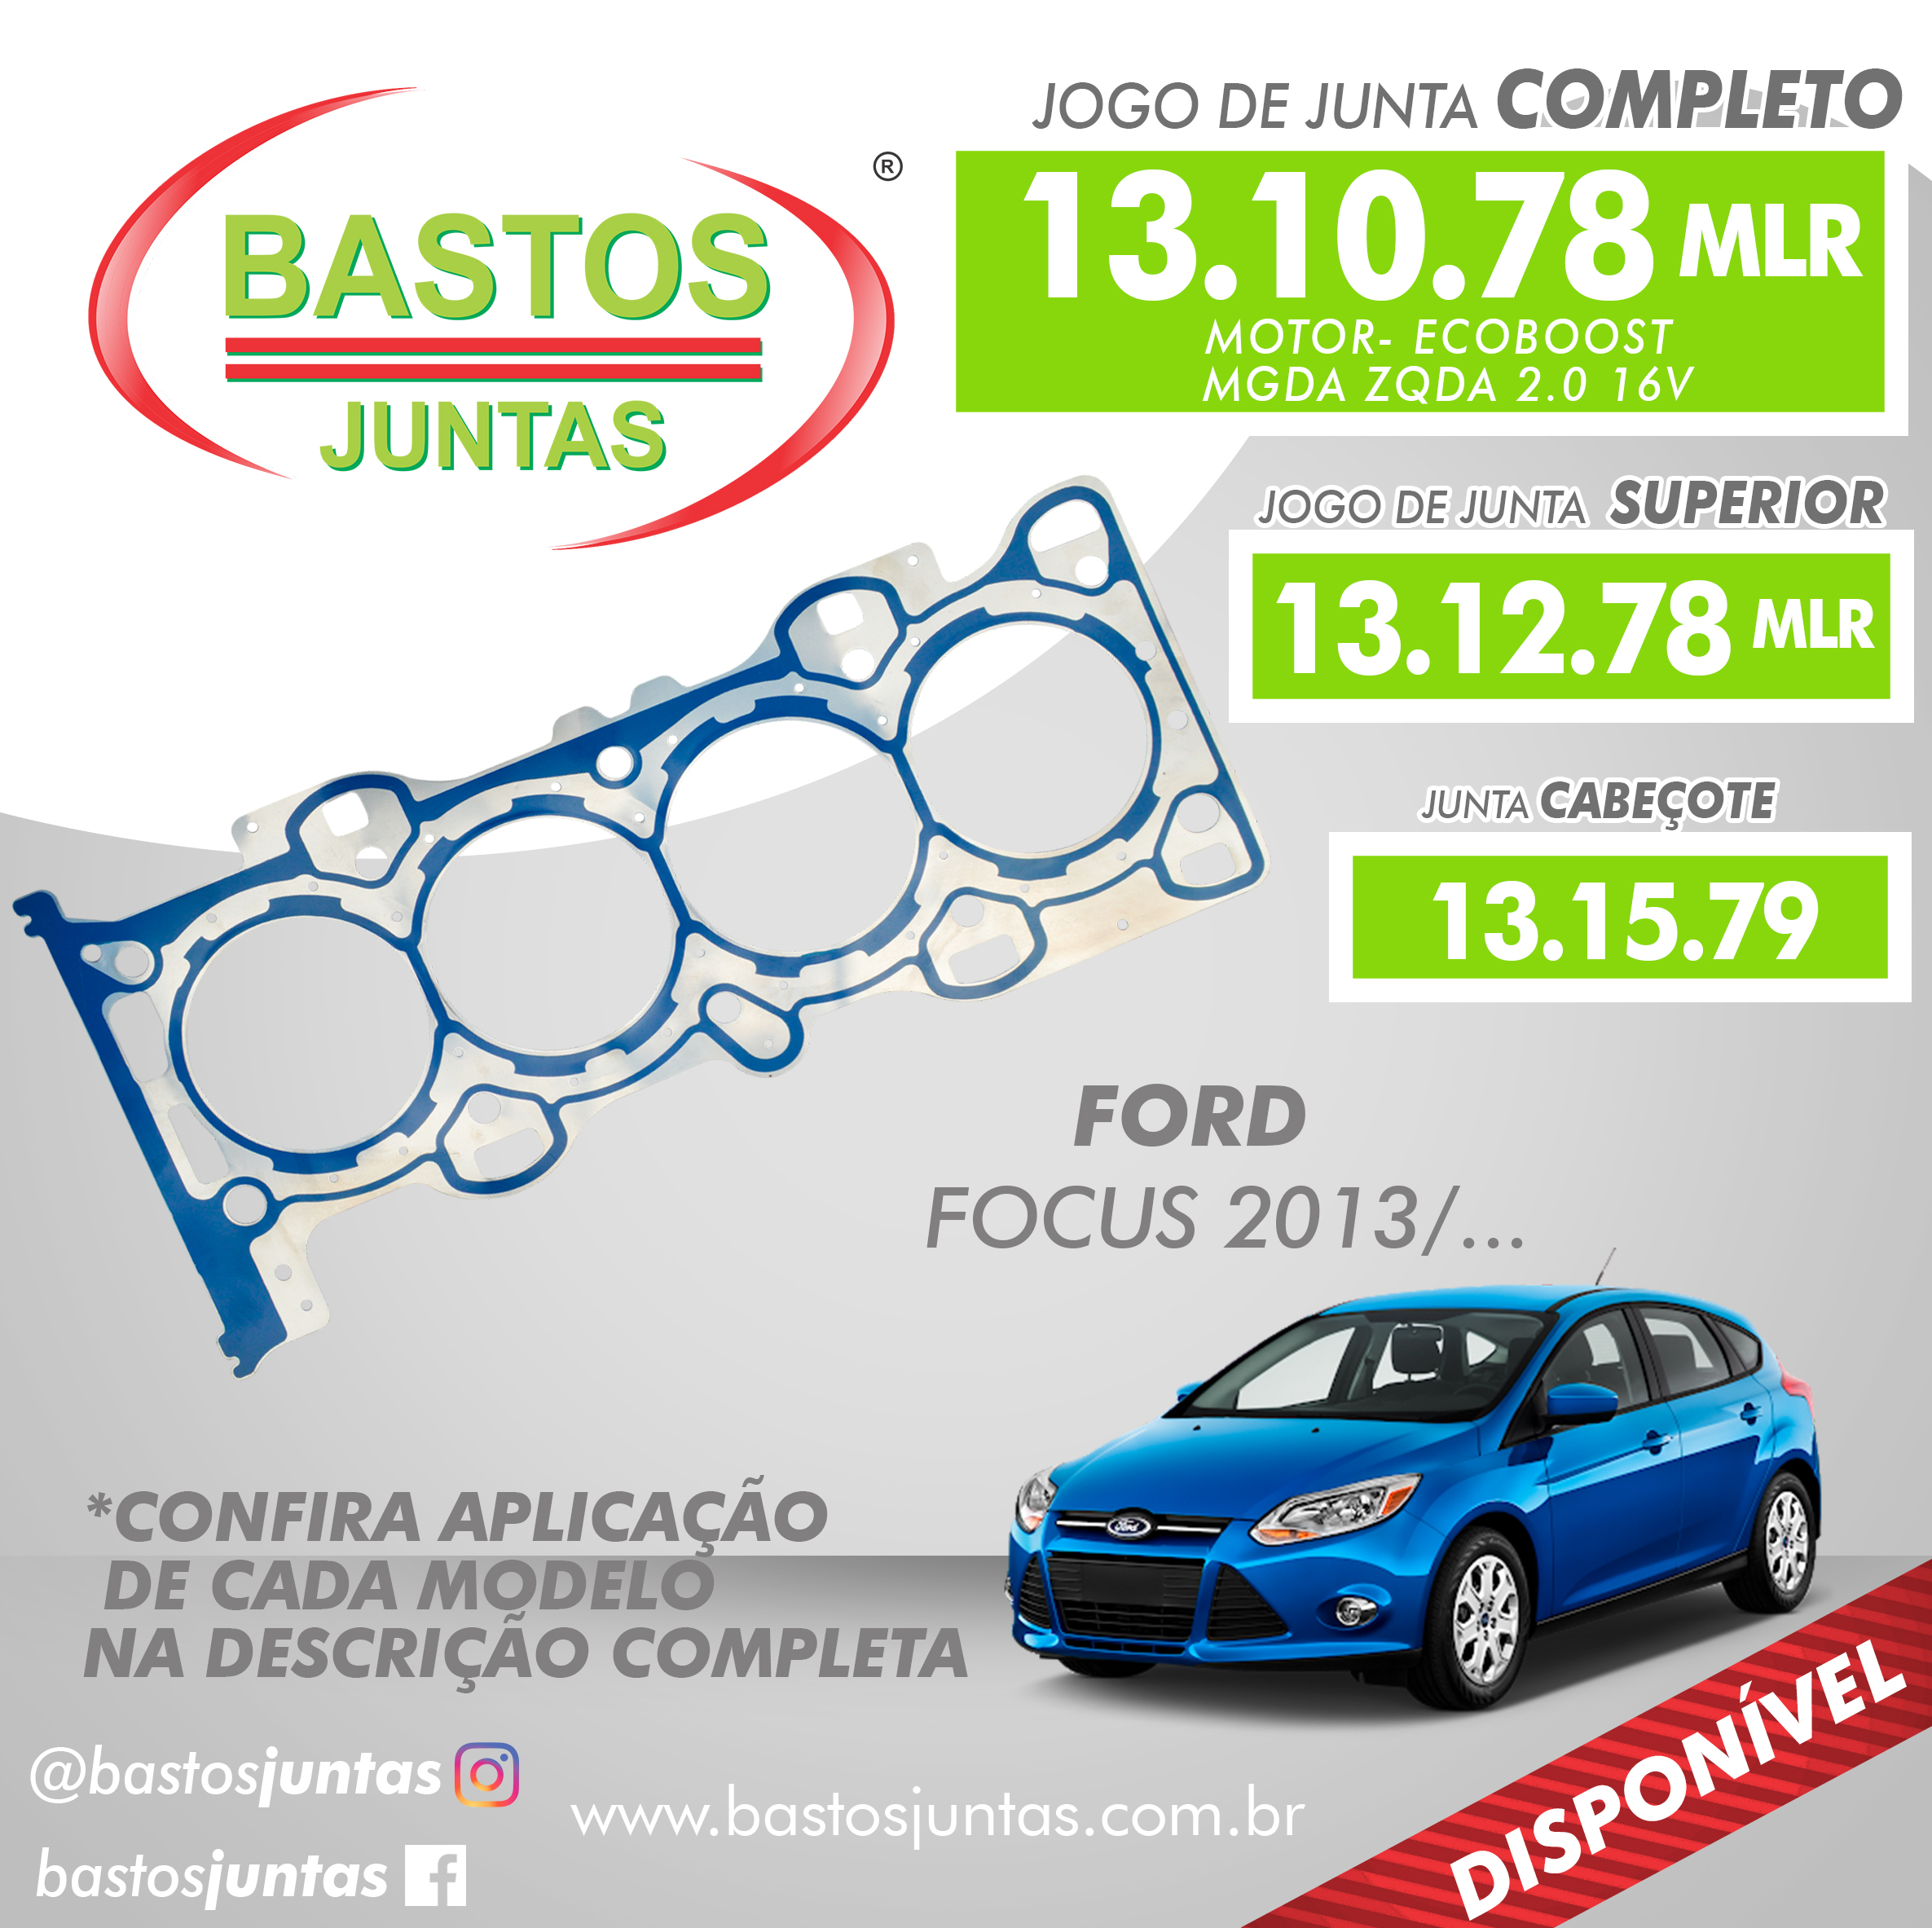 BASTOS
JUNTAS
®
JOGO DE JUNTA COMPLETO
13.10.78 MLR
MOTOR- ECOBOOST
MGDA ZQDA 2.0 16V
JOGO DE JUNTA SUPERIOR
13.12.78 MLR
JUNTA CABEÇOTE
13.15.79
FORD
FOCUS 2013/...
Ford
*CONFIRA APLICAÇÃO
DE CADA MODELO
NA DESCRIÇÃO COMPLETA
@bastosjuntas
bastosjuntas
www.bastosjuntas.com.br
DISPONÍVEL